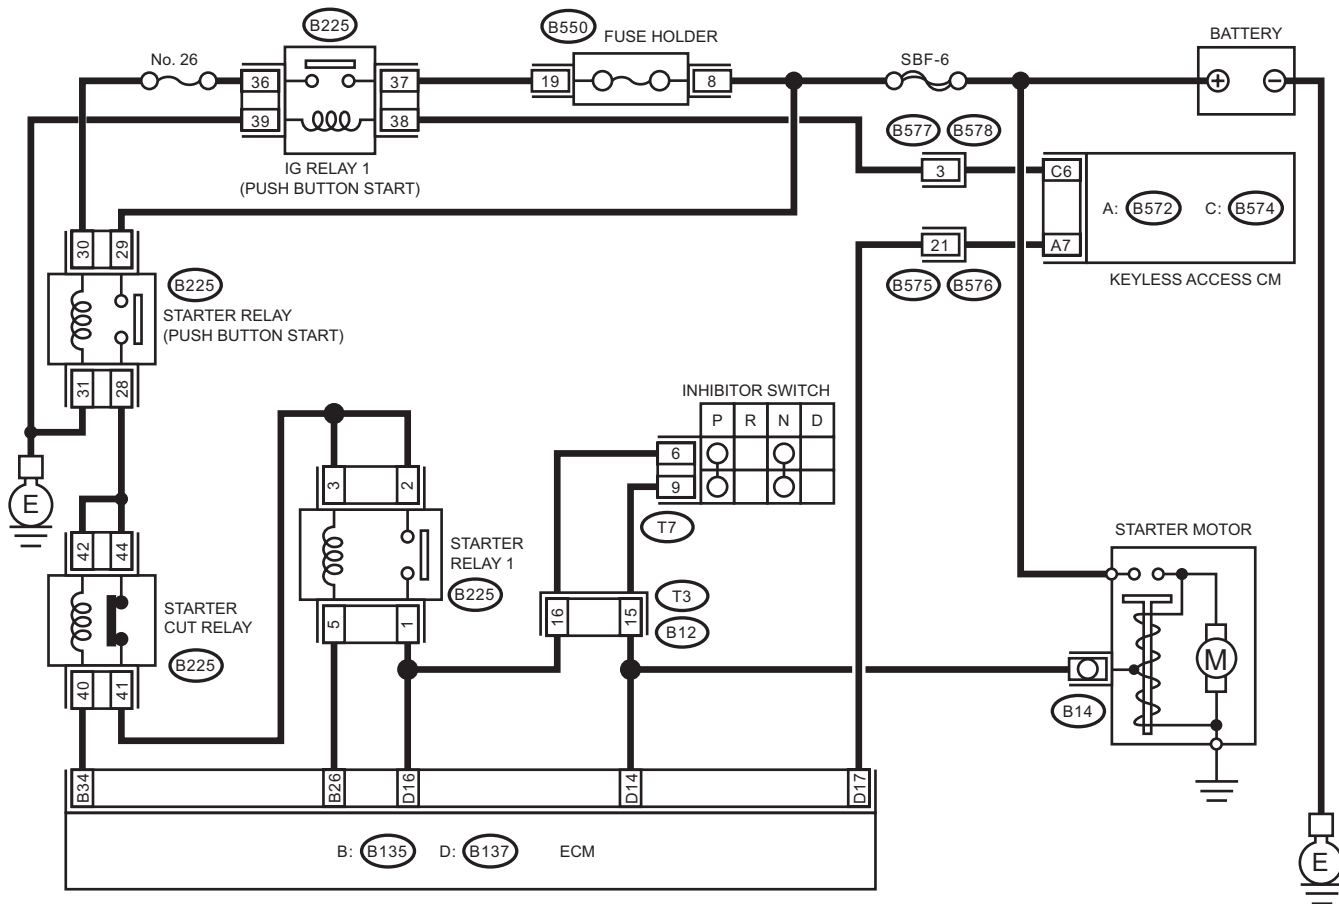 B225
B550
FUSE HOLDER
BATTERY
No. 26
SBF-6
36
37
19
8
39
38
B577
B578
IG RELAY 1
(PUSH BUTTON START)
3
C6
A: B572 C: B574
21
A7
30
29
B575
B576
KEYLESS ACCESS CM
B225
STARTER RELAY
(PUSH BUTTON START)
31
28
INHIBITOR SWITCH
P R N D
6
9
E
3
2
T7
42
44
STARTER
RELAY 1
B225
STARTER MOTOR
STARTER
CUT RELAY
B225
5
1
16
15
T3
B12
M
40
41
B14
B34
B26
D16
D14
D17
B: B135 D: B137 ECM
E